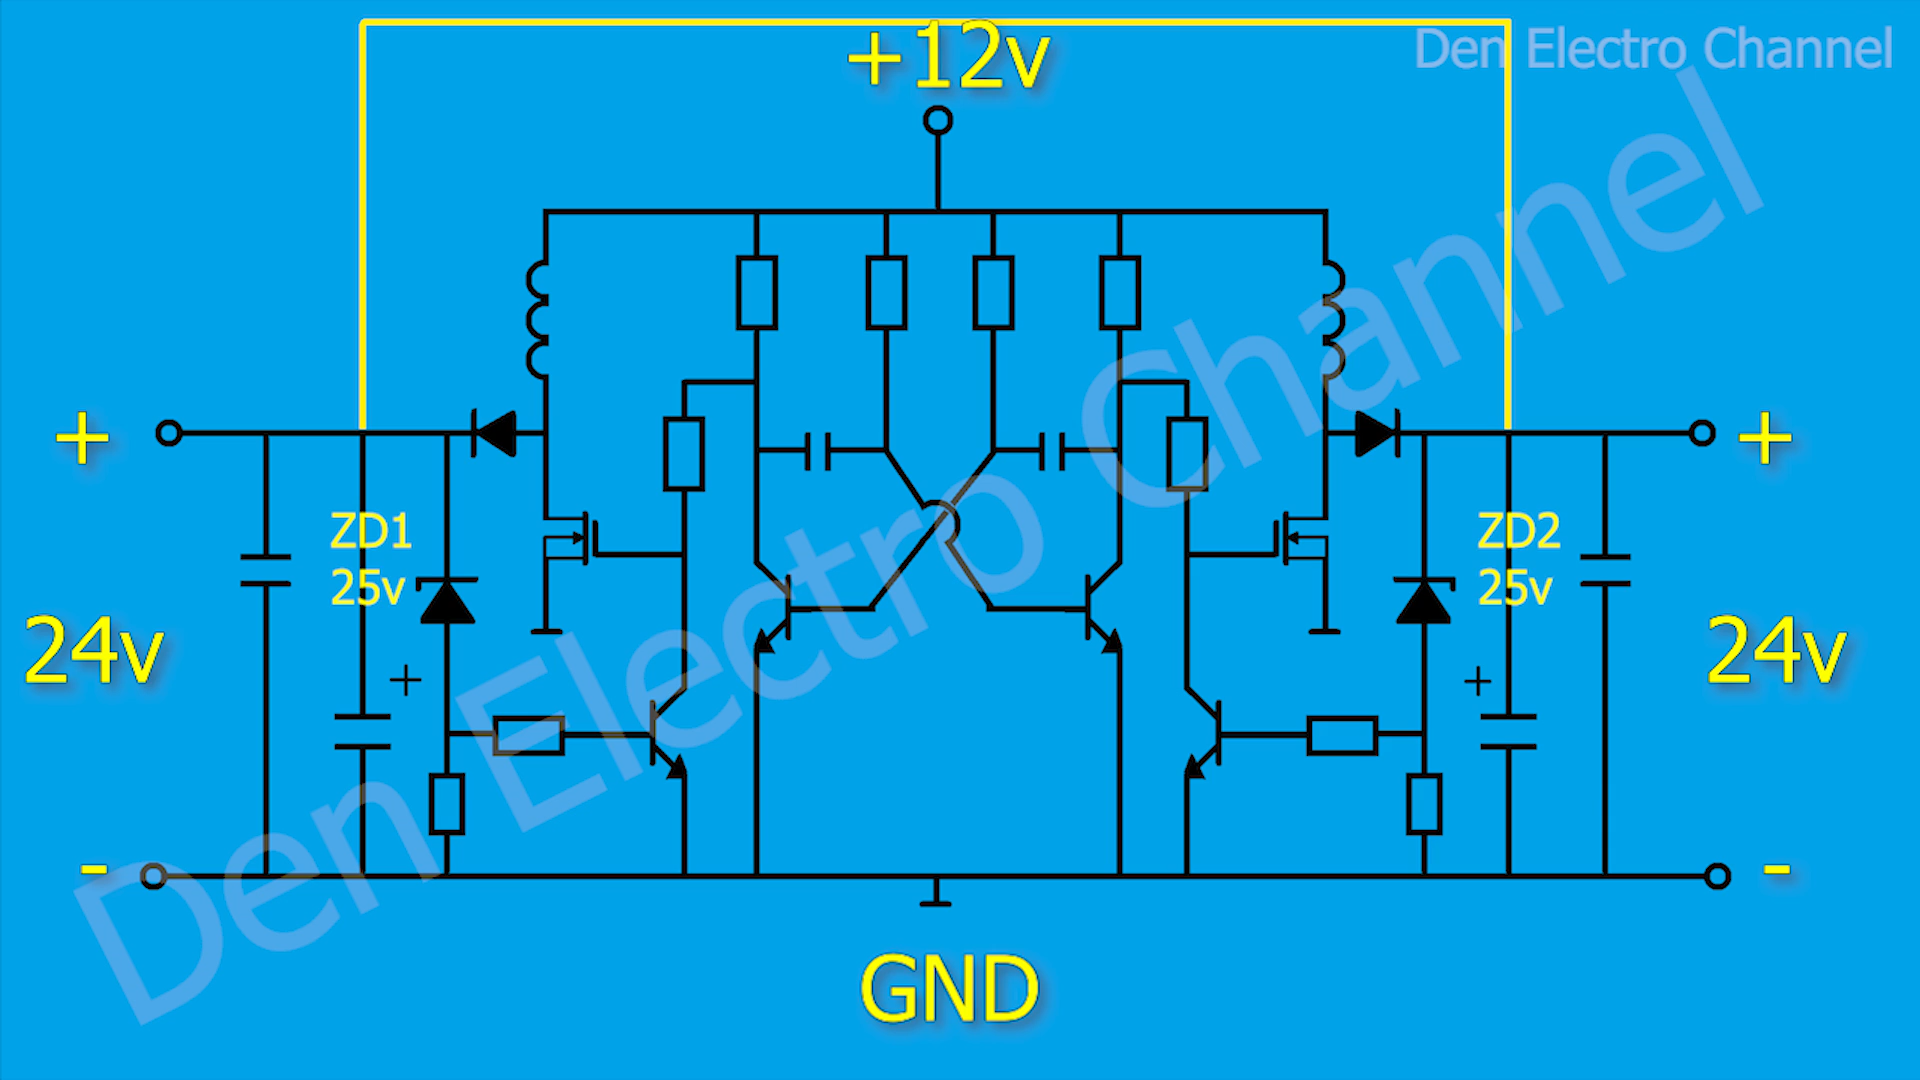 Den Electro Channel
+12v
+
+
ZD1
25v
ZD2
25v
24v
24v
+
+
-
-
GND
Den Electro Channel